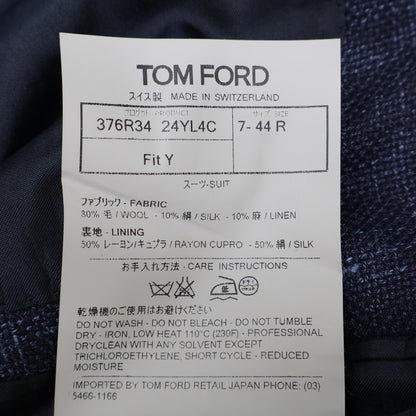 TOM FORD
スイス製 MADE IN SWITZERLAND
プロダクト PRODUCT サイズ SIZE
376R34 24YL4C 7- 44 R
Fit Y
スーツ-SUIT
ファブリック - FABRIC
80% 毛 / WOOL - 10% 絹 / SILK - 10% 麻 / LINEN
裏地 - LINING
50% レーヨン/キュプラ / RAYON CUPRO - 50% 絹 / SILK
お手入れ方法 - CARE INSTRUCTIONS
乾燥機のご使用はお避けください
DO NOT WASH - DO NOT BLEACH - DO NOT TUMBLE
DRY - IRON, LOW HEAT 110°C (230F) - PROFESSIONAL
DRYCLEAN WITH ANY SOLVENT EXCEPT
TRICHLOROETHYLENE, SHORT CYCLE - REDUCED
MOISTURE
IMPORTED BY TOM FORD RETAIL JAPAN PHONE: (03)
5466-1166